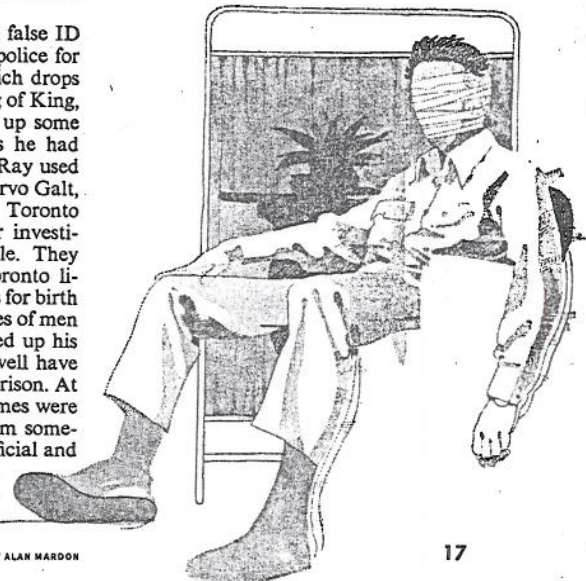 false ID
police for
ich drops
of King,
up some
s he had
Ray used
rvo Galt,
Toronto
r investi-
le. They
ronto li-
s for birth
es of men
ed up his
well have
rison. At
mes were
m some-
ficial and
ALAN MARDON
17